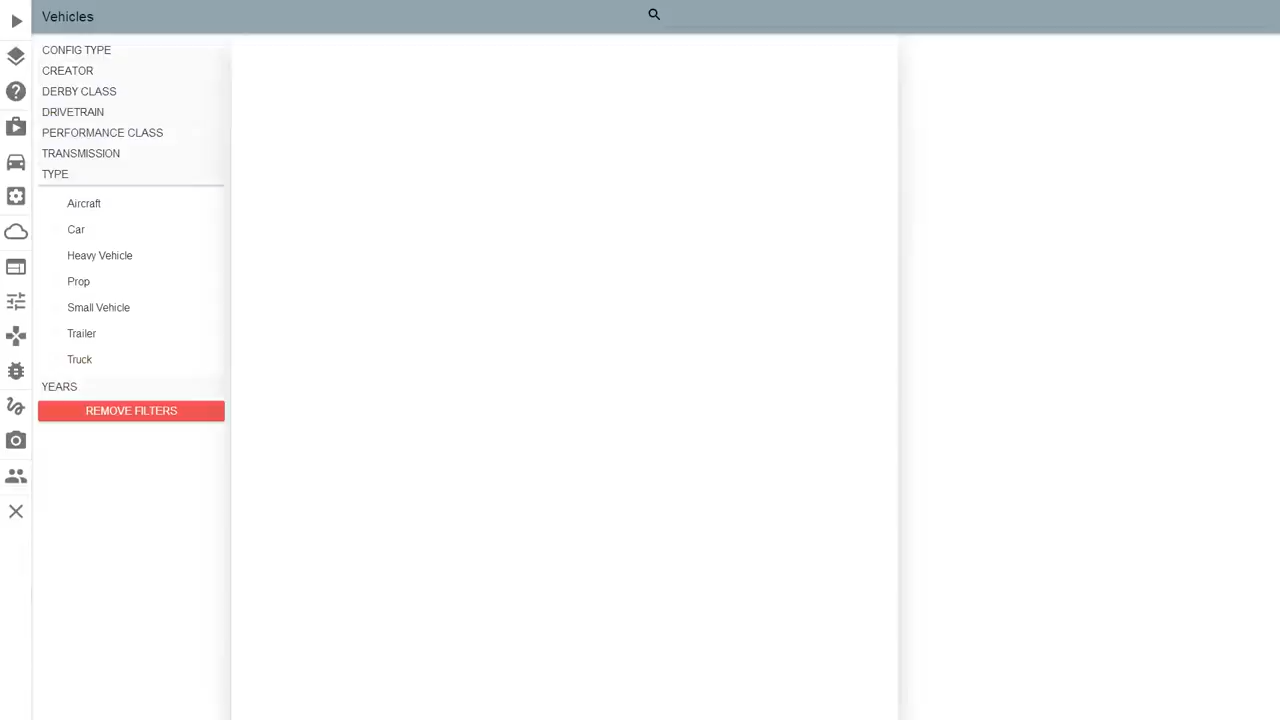 Vehicles
CONFIG TYPE
CREATOR
DERBY CLASS
DRIVETRAIN
PERFORMANCE CLASS
TRANSMISSION
TYPE
Aircraft
Car
Heavy Vehicle
Prop
Small Vehicle
Trailer
Truck
YEARS
REMOVE FILTERS